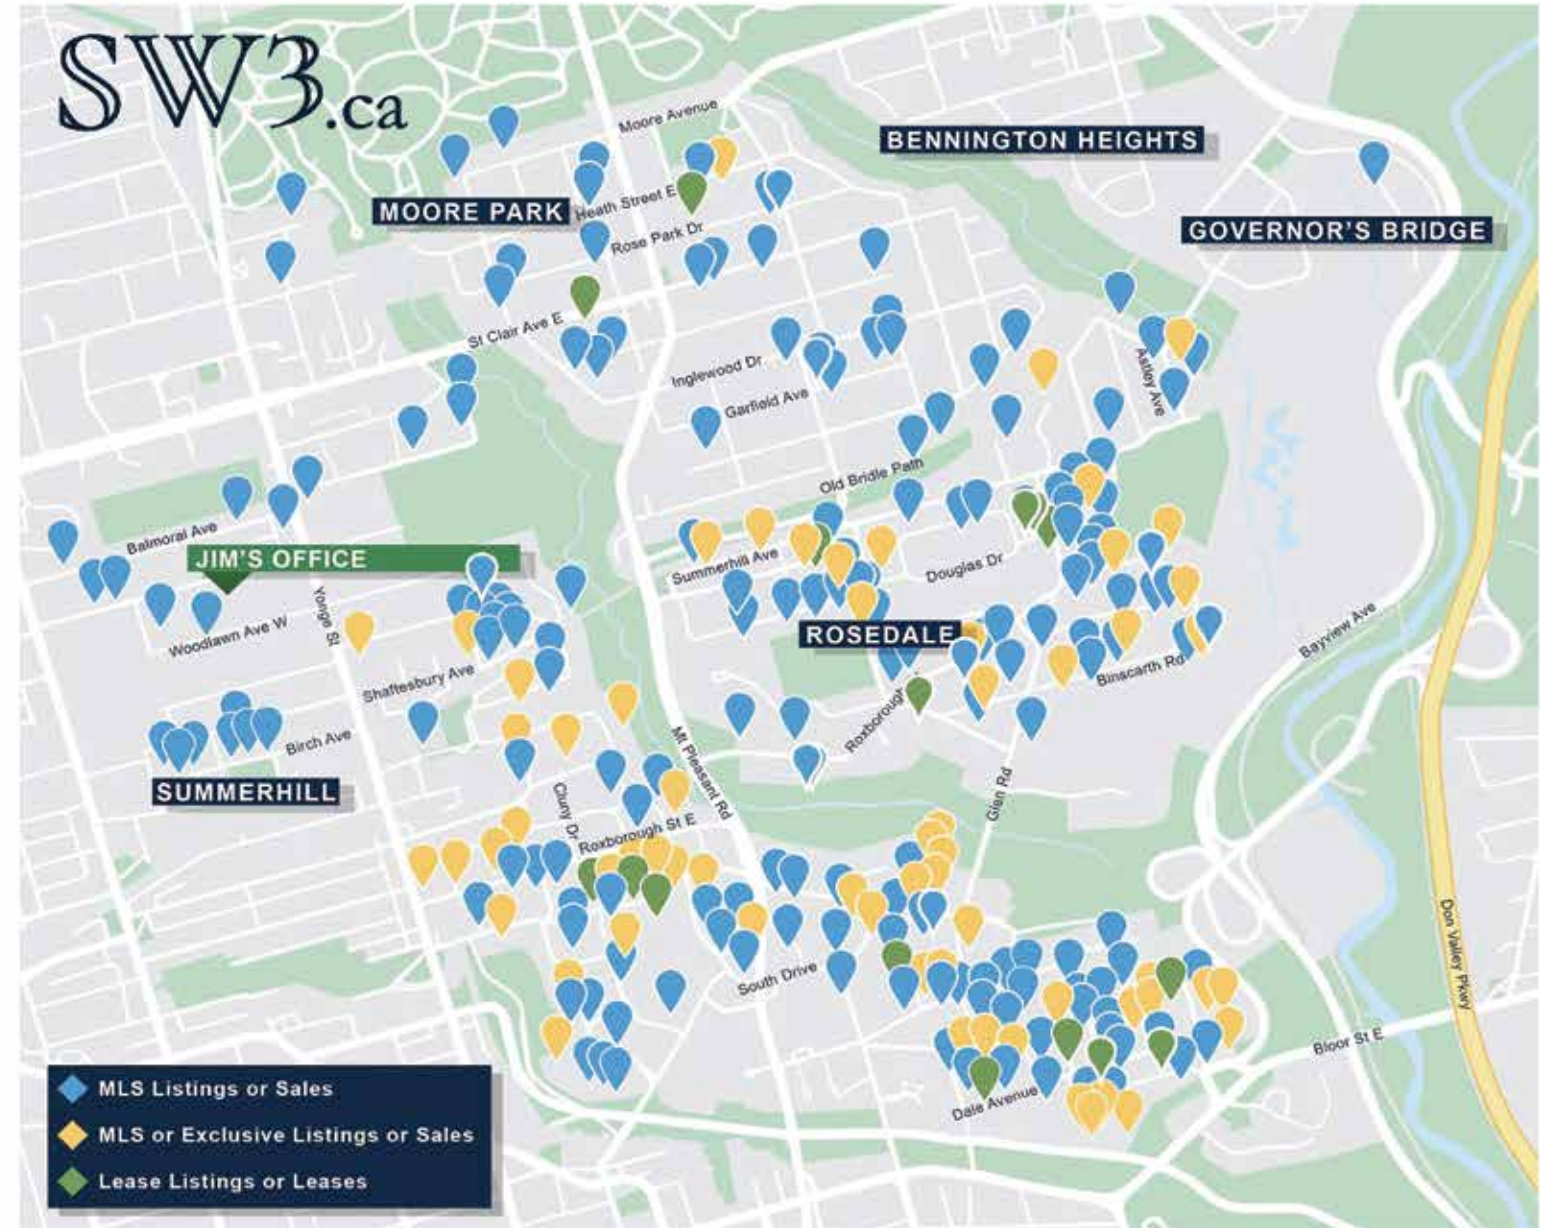 SW3.ca
Moore Avenue
BENNINGTON HEIGHTS
MOORE PARK
Heath Street E
Rose Park Dr
GOVERNOR'S BRIDGE
St Clair Ave E
Inglewood Dr
Garfield Ave
Astley Ave
Old Bridle Path
Balmoral Ave
JIM'S OFFICE
Summerhill Ave
Douglas Dr
Yonge St
Woodlawn Ave W
ROSEDALE
Bayview Ave
Shaftesbury Ave
Binscarth Rd
Roxborough
Birch Ave
Mt Pleasant Rd
SUMMERHILL
Cluny Dr
Glen Rd
Roxborough St E
South Drive
Don Valley Pkwy
Bloor St E
Dale Avenue
MLS Listings or Sales
MLS or Exclusive Listings or Sales
Lease Listings or Leases